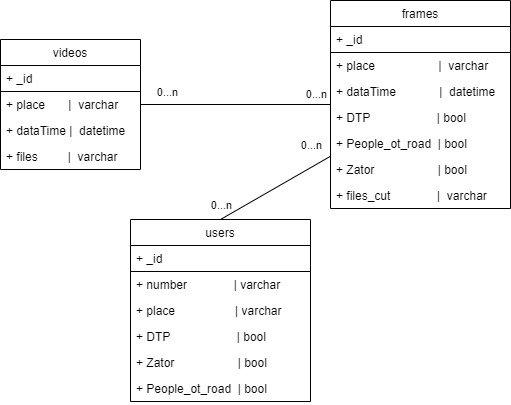 videos
+ _id
+ place | varchar
+ dataTime | datetime
+ files | varchar
0...n
0...n
frames
+ _id
+ place | varchar
+ dataTime | datetime
+ DTP | bool
+ People_ot_road | bool
+ Zator | bool
+ files_cut | varchar
0...n
0...n
users
+ _id
+ number | varchar
+ place | varchar
+ DTP | bool
+ Zator | bool
+ People_ot_road | bool